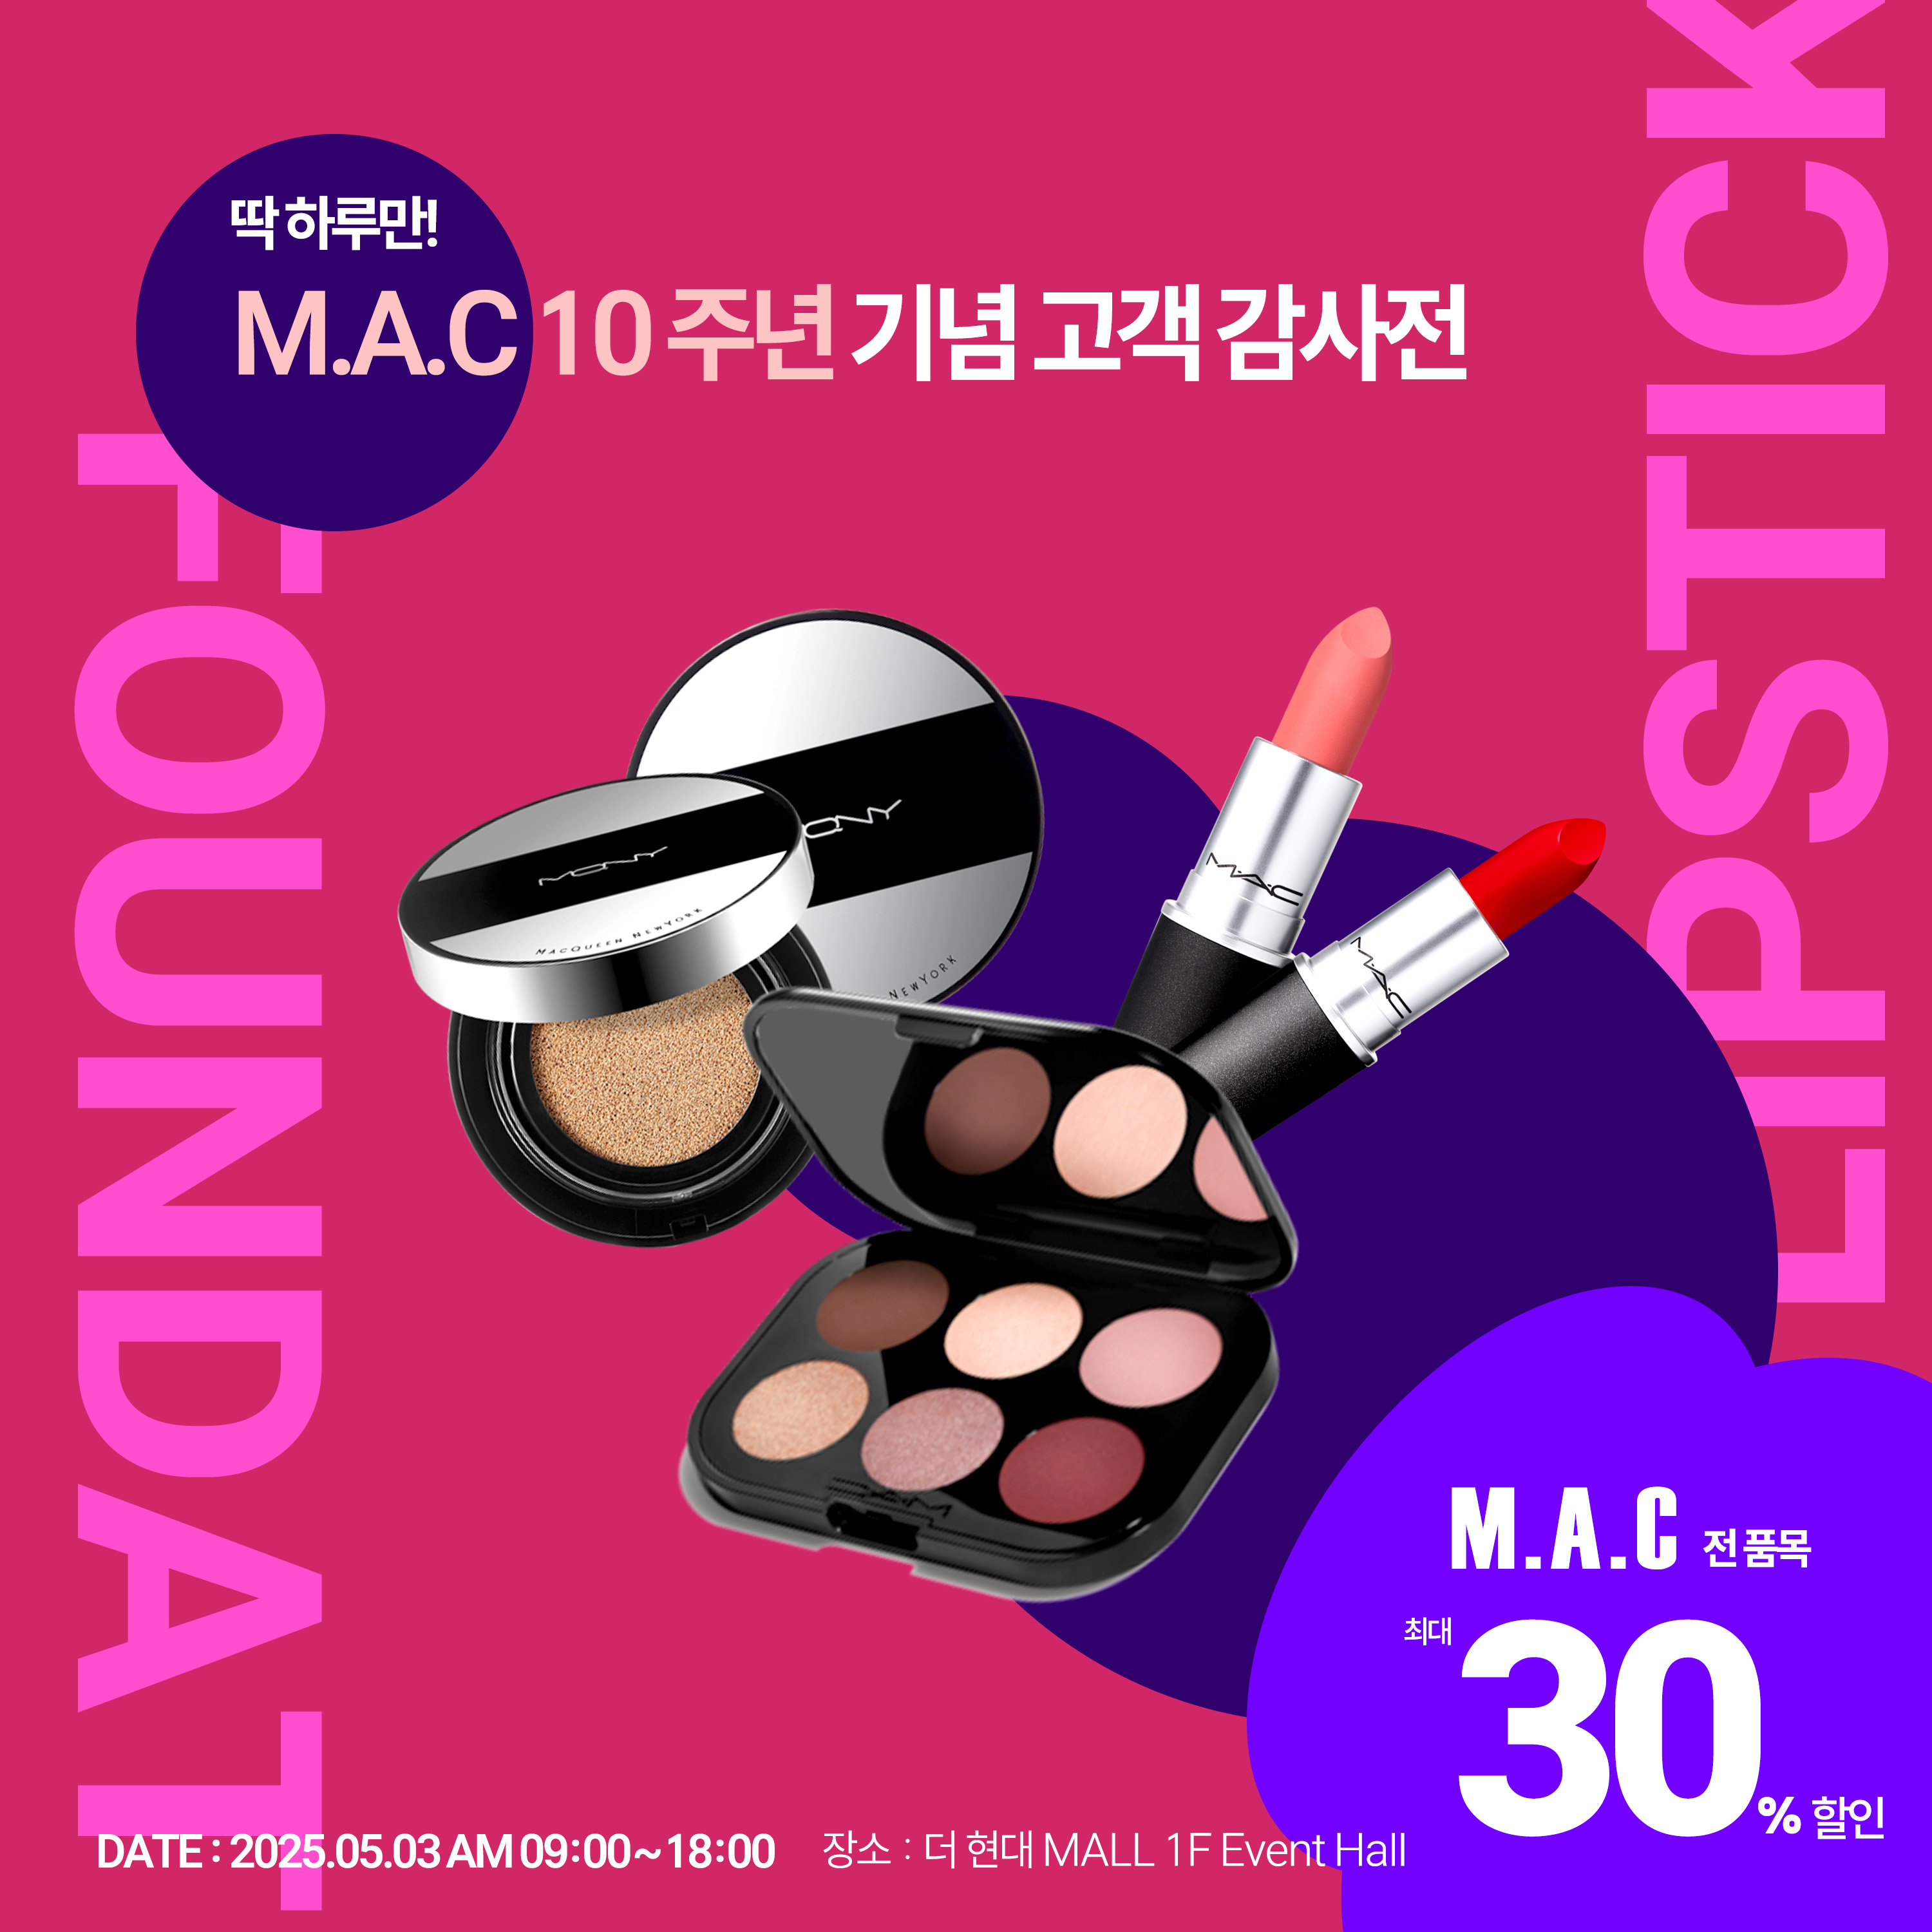 딱 하루만!
M.A.C 10 주년 기념 고객 감사전
LIPSTICK
FOUNDAT
MCNY
MACQUEEN NEWYORK
NEWYORK
MAC
MAC
M.A.C 전 품목
최대
30% 할인
DATE : 2025.05.03 AM 09:00~18:00
장소 : 더 현대 MALL 1F Event Hall